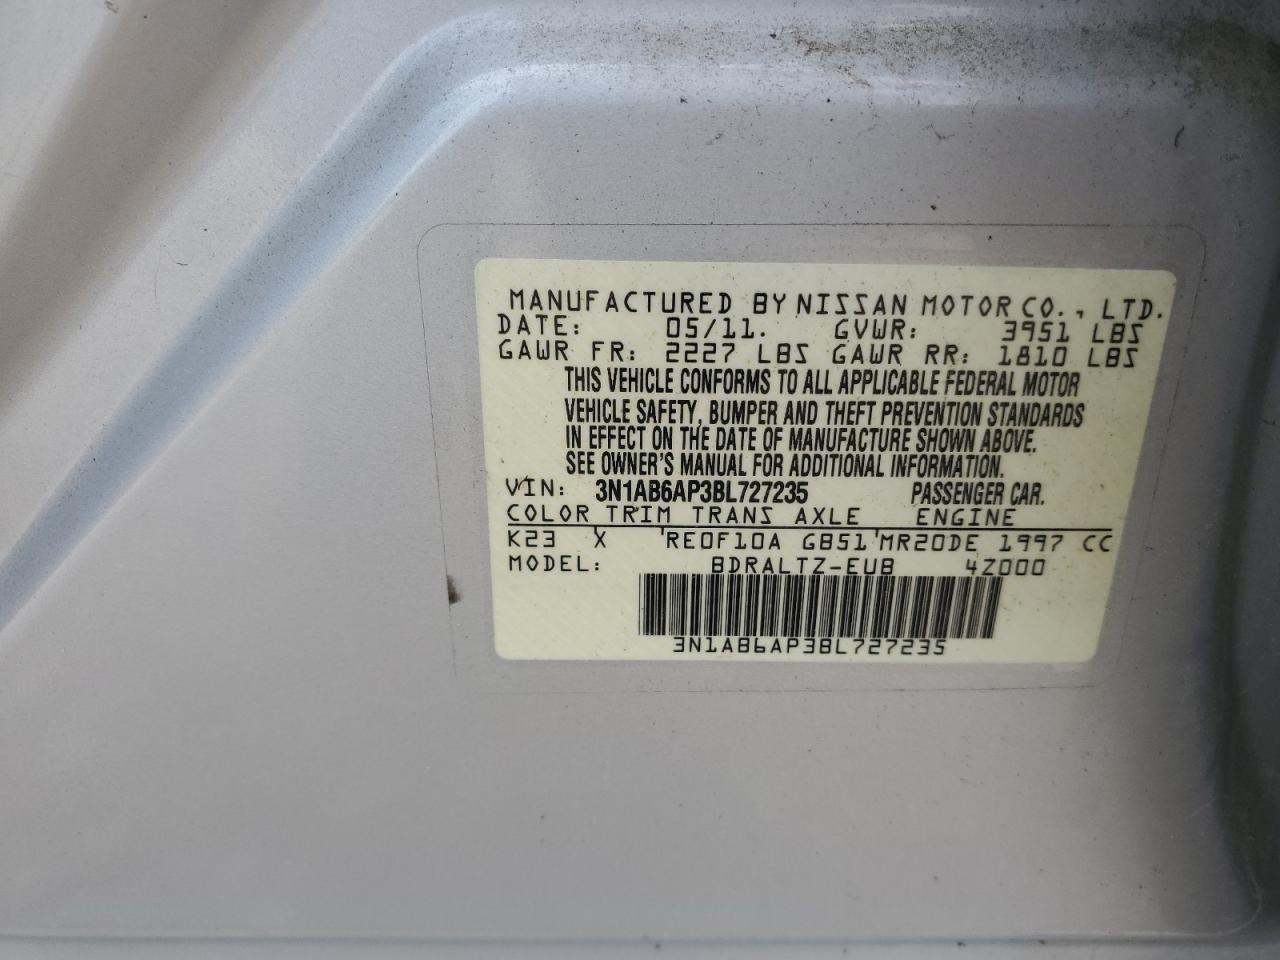 MANUFACTURED BY NISSAN MOTOR CO., LTD.
DATE: 05/11. GVWR: 3951 LBS
GAWR FR: 2227 LBS GAWR RR: 1810 LBS
THIS VEHICLE CONFORMS TO ALL APPLICABLE FEDERAL MOTOR
VEHICLE SAFETY, BUMPER AND THEFT PREVENTION STANDARDS
IN EFFECT ON THE DATE OF MANUFACTURE SHOWN ABOVE.
SEE OWNER'S MANUAL FOR ADDITIONAL INFORMATION.
VIN: 3N1AB6AP3BL727235 PASSENGER CAR.
COLOR TRIM TRANS AXLE ENGINE
K23 X RE0F10A GB51 MR20DE 1997 CC
MODEL: BDRALTZ-EUB 4Z000
3N1AB6AP3BL727235